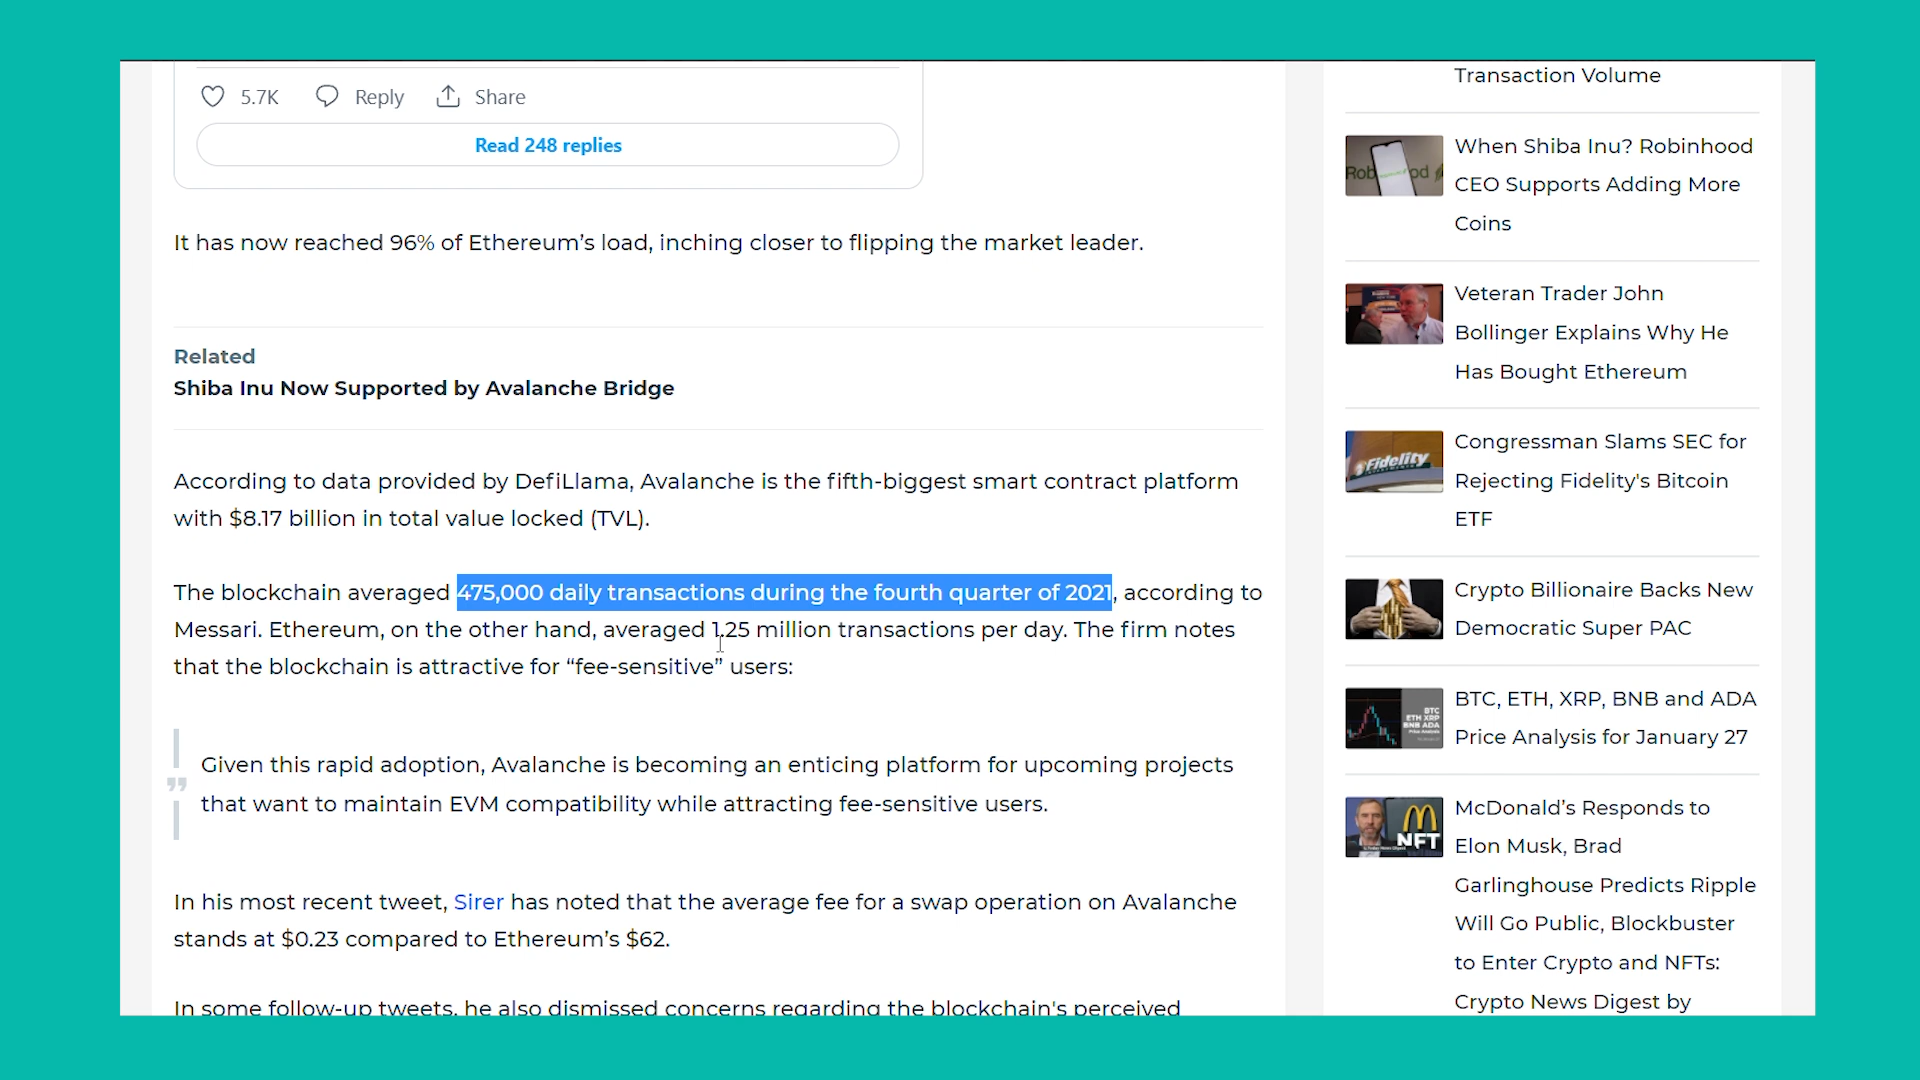 5.7K Reply Share
Read 248 replies
It has now reached 96% of Ethereum’s load, inching closer to flipping the market leader.
Related
Shiba Inu Now Supported by Avalanche Bridge
According to data provided by DefiLlama, Avalanche is the fifth-biggest smart contract platform
with $8.17 billion in total value locked (TVL).
The blockchain averaged 475,000 daily transactions during the fourth quarter of 2021, according to
Messari. Ethereum, on the other hand, averaged 1.25 million transactions per day. The firm notes
that the blockchain is attractive for “fee-sensitive” users:
Given this rapid adoption, Avalanche is becoming an enticing platform for upcoming projects
that want to maintain EVM compatibility while attracting fee-sensitive users.
In his most recent tweet, Sirer has noted that the average fee for a swap operation on Avalanche
stands at $0.23 compared to Ethereum’s $62.
In some follow-up tweets, he also dismissed concerns regarding the blockchain's perceived
Transaction Volume
When Shiba Inu? Robinhood
CEO Supports Adding More
Coins
Veteran Trader John
Bollinger Explains Why He
Has Bought Ethereum
Fidelity
Congressman Slams SEC for
Rejecting Fidelity's Bitcoin
ETF
Crypto Billionaire Backs New
Democratic Super PAC
BTC
ETH XRP
BNB ADA
Price Analysis
BTC, ETH, XRP, BNB and ADA
Price Analysis for January 27
NFT
McDonald’s Responds to
Elon Musk, Brad
Garlinghouse Predicts Ripple
Will Go Public, Blockbuster
to Enter Crypto and NFTs:
Crypto News Digest by